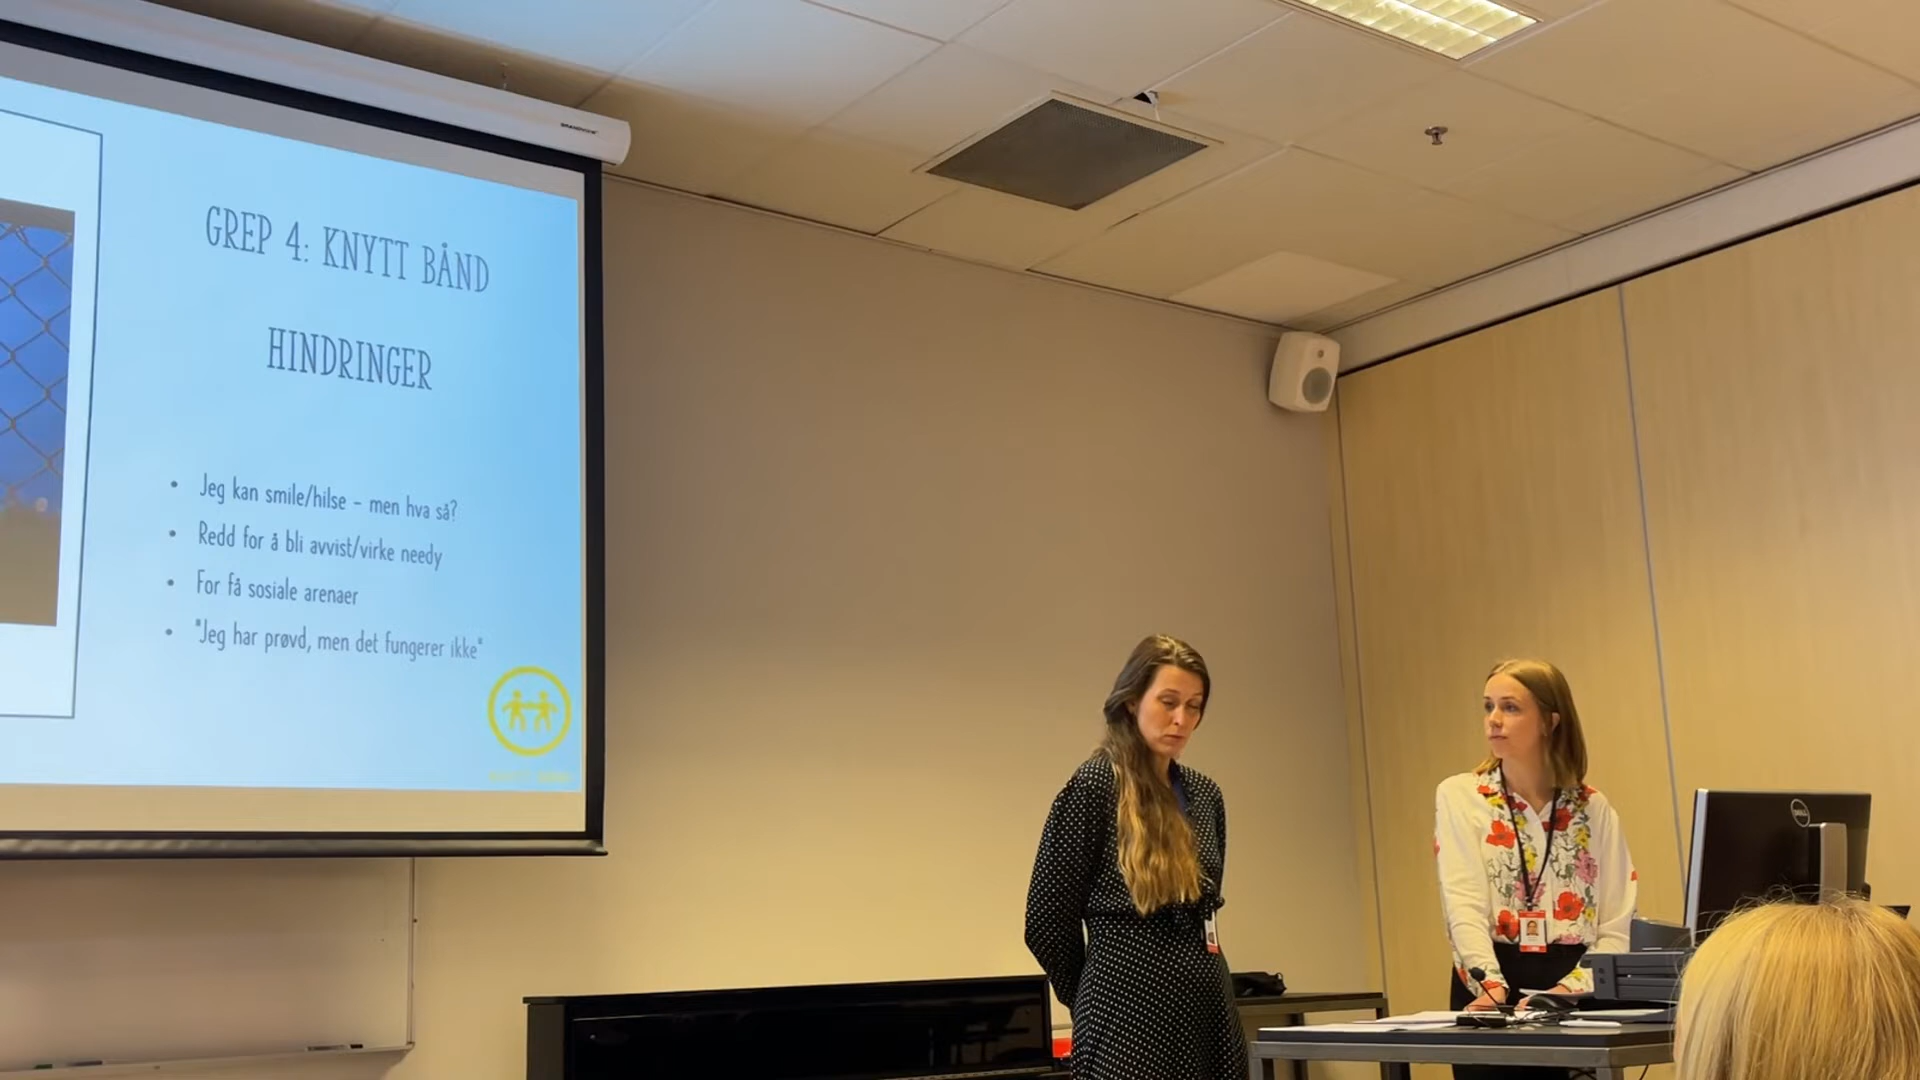 GREP 4: KNYTT BÅND
HINDRINGER
• Jeg kan smile/hilse – men hva så?
• Redd for å bli avvist/virke needy
• For få sosiale arenaer
• "Jeg har prøvd, men det fungerer ikke"
DELL